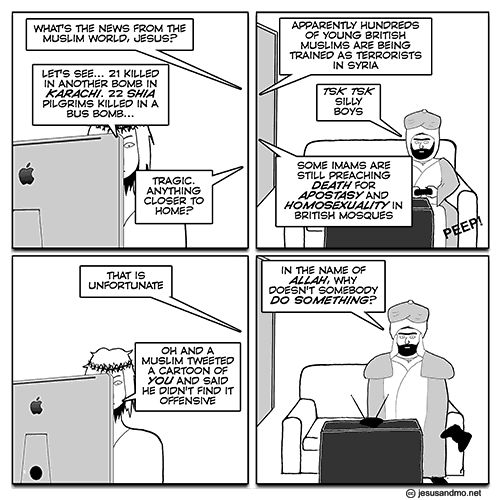 WHAT'S THE NEWS FROM THE
MUSLIM WORLD, JESUS?
LET'S SEE... 21 KILLED
IN ANOTHER BOMB IN
KARACHI. 22 SHIA
PILGRIMS KILLED IN A
BUS BOMB...
TRAGIC.
ANYTHING
CLOSER TO
HOME?
APPARENTLY HUNDREDS
OF YOUNG BRITISH
MUSLIMS ARE BEING
TRAINED AS TERRORISTS
IN SYRIA
TSK TSK
SILLY
BOYS
SOME IMAMS ARE
STILL PREACHING
DEATH FOR
APOSTASY AND
HOMOSEXUALITY IN
BRITISH MOSQUES
PEEP!
THAT IS
UNFORTUNATE
OH AND A
MUSLIM TWEETED
A CARTOON OF
YOU AND SAID
HE DIDN'T FIND IT
OFFENSIVE
IN THE NAME OF
ALLAH, WHY
DOESN'T SOMEBODY
DO SOMETHING?
cc jesusandmo.net